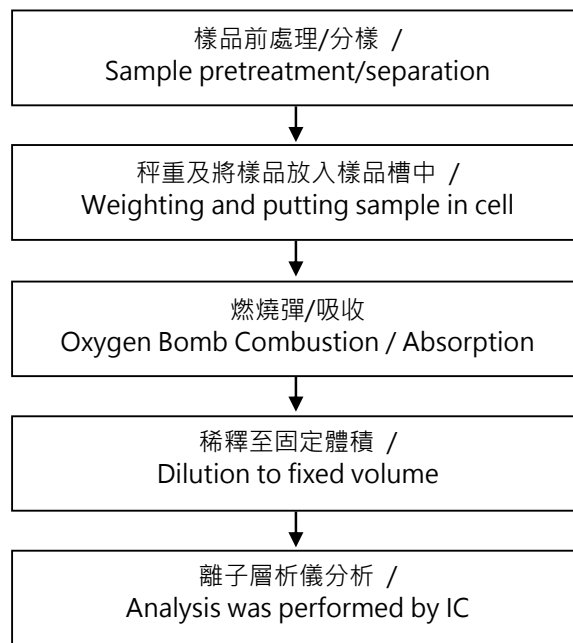 樣品前處理/分樣 /
Sample pretreatment/separation
秤重及將樣品放入樣品槽中 /
Weighting and putting sample in cell
燃燒彈/吸收
Oxygen Bomb Combustion / Absorption
稀釋至固定體積 /
Dilution to fixed volume
離子層析儀分析 /
Analysis was performed by IC